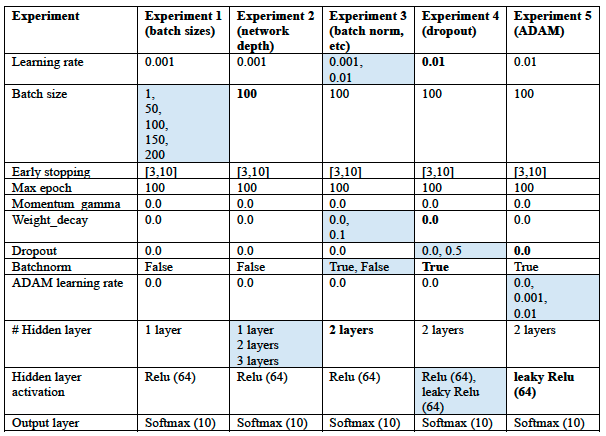 Experiment Experiment 1 (batch sizes) Experiment 2 (network depth) Experiment 3 (batch norm, etc) Experiment 4 (dropout) Experiment 5 (ADAM)
Learning rate 0.001 0.001 0.001, 0.01 0.01 0.01
Batch size 1, 50, 100, 150, 200 100 100 100 100
Early stopping [3,10] [3,10] [3,10] [3,10] [3,10]
Max epoch 100 100 100 100 100
Momentum_gamma 0.0 0.0 0.0 0.0 0.0
Weight_decay 0.0 0.0 0.0, 0.1 0.0 0.0
Dropout 0.0 0.0 0.0 0.0, 0.5 0.0
Batchnorm False False True, False True True
ADAM learning rate 0.0 0.0 0.0 0.0 0.0, 0.001, 0.01
# Hidden layer 1 layer 1 layer 2 layers 3 layers 2 layers 2 layers 2 layers
Hidden layer activation Relu (64) Relu (64) Relu (64) Relu (64), leaky Relu (64) leaky Relu (64)
Output layer Softmax (10) Softmax (10) Softmax (10) Softmax (10) Softmax (10)